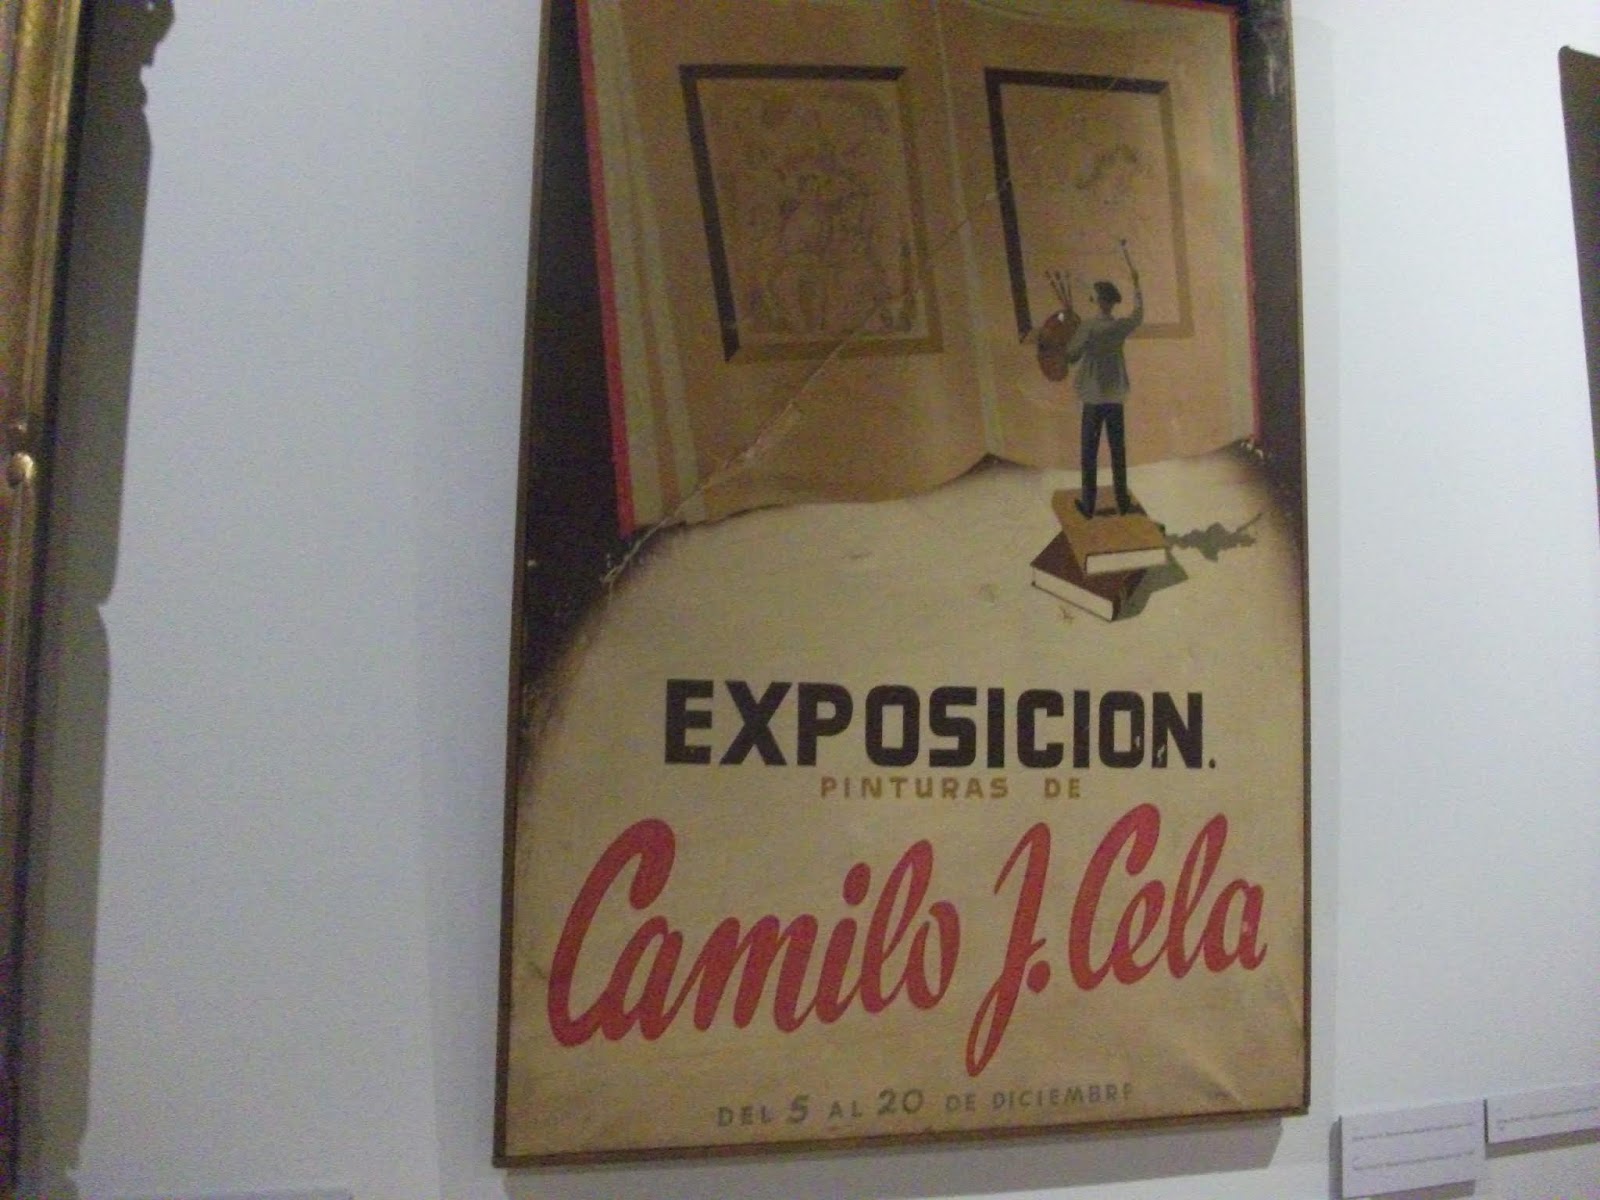 EXPOSICION.
PINTURAS DE
Camilo J. Cela
DEL 5 AL 20 DE DICIEMBRE